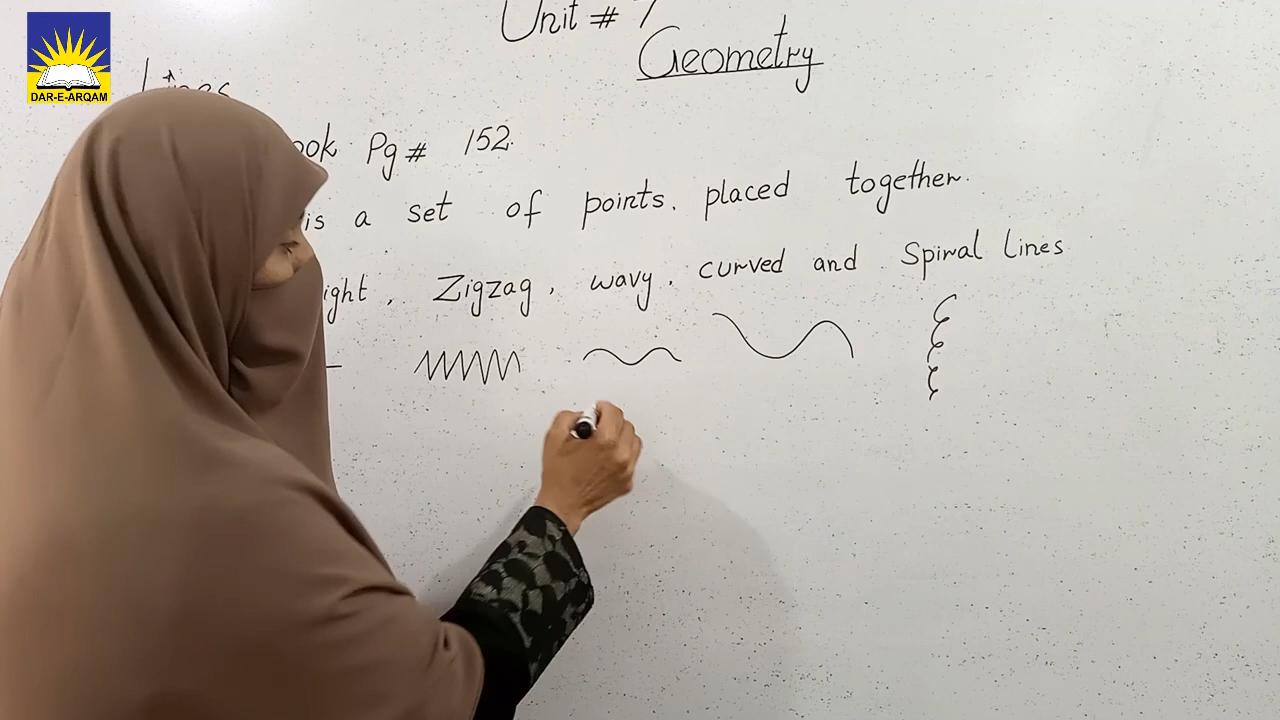 DAR-E-ARQAM
Unit # 7
Geometry
Lines
ook Pg # 152.
is a set of points. placed together.
ight, Zigzag, wavy, curved and Spiral Lines